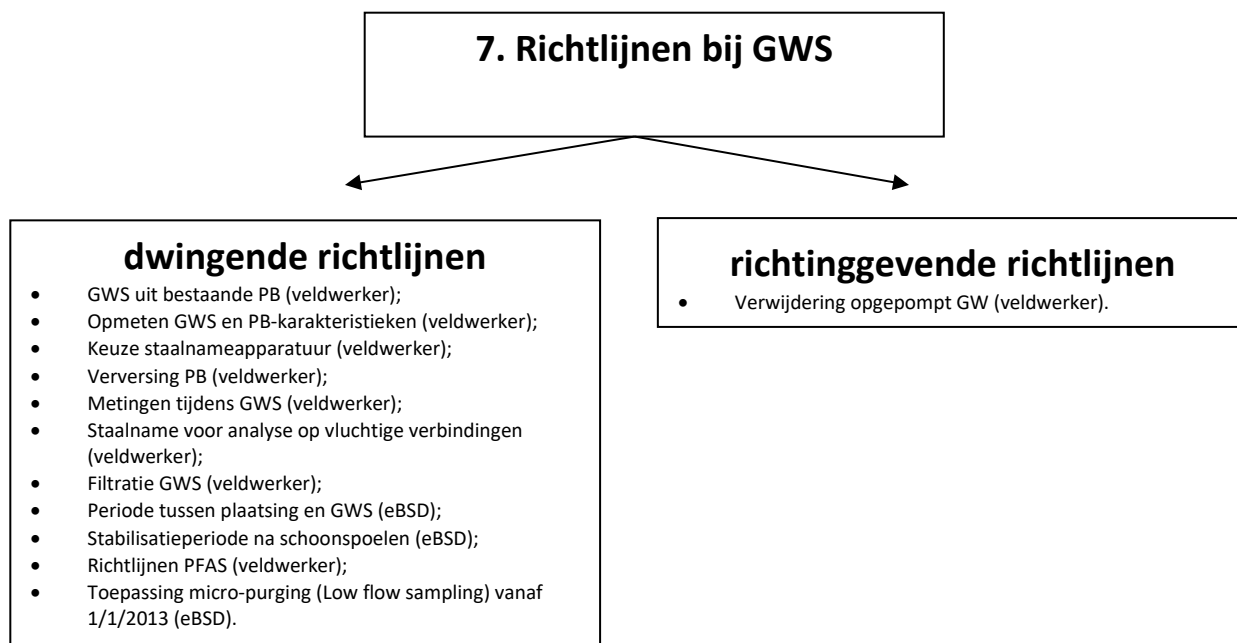 7. Richtlijnen bij GWS
dwingende richtlijnen
• GWS uit bestaande PB (veldwerker);
• Opmeten GWS en PB-karakteristieken (veldwerker);
• Keuze staalnameapparatuur (veldwerker);
• Verversing PB (veldwerker);
• Metingen tijdens GWS (veldwerker);
• Staalname voor analyse op vluchtige verbindingen
(veldwerker);
• Filtratie GWS (veldwerker);
• Periode tussen plaatsing en GWS (eBSD);
• Stabilisatieperiode na schoonspoelen (eBSD);
• Richtlijnen PFAS (veldwerker);
• Toepassing micro-purging (Low flow sampling) vanaf
1/1/2013 (eBSD).
richtinggevende richtlijnen
• Verwijdering opgepompt GW (veldwerker).